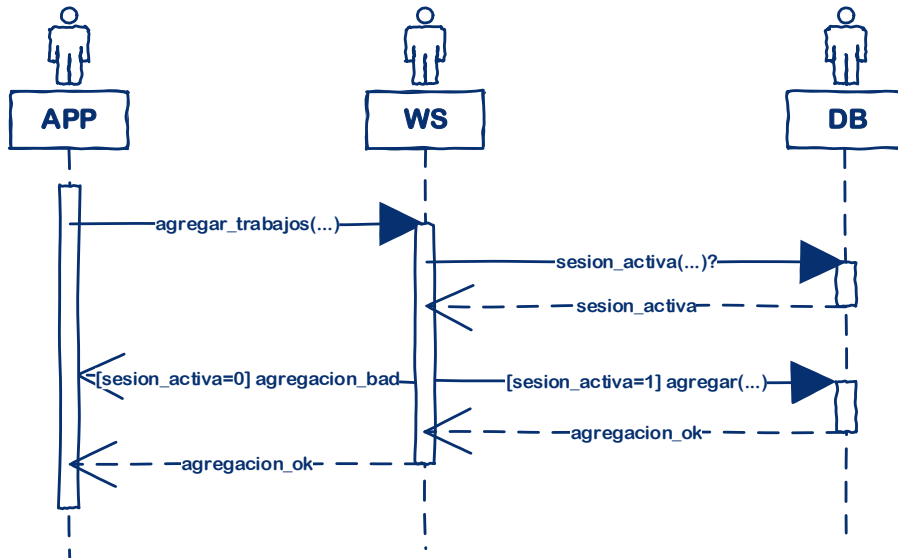 APP
WS
DB
agregar_trabajos(...)
sesion_activa(...)?
sesion_activa
[sesion_activa=0] agregacion_bad
[sesion_activa=1] agregar(...)
agregacion_ok
agregacion_ok